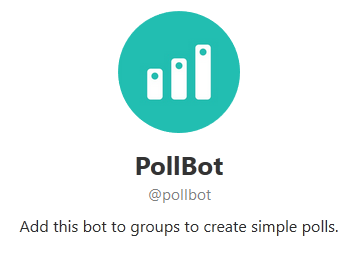 PollBot
@pollbot
Add this bot to groups to create simple polls.